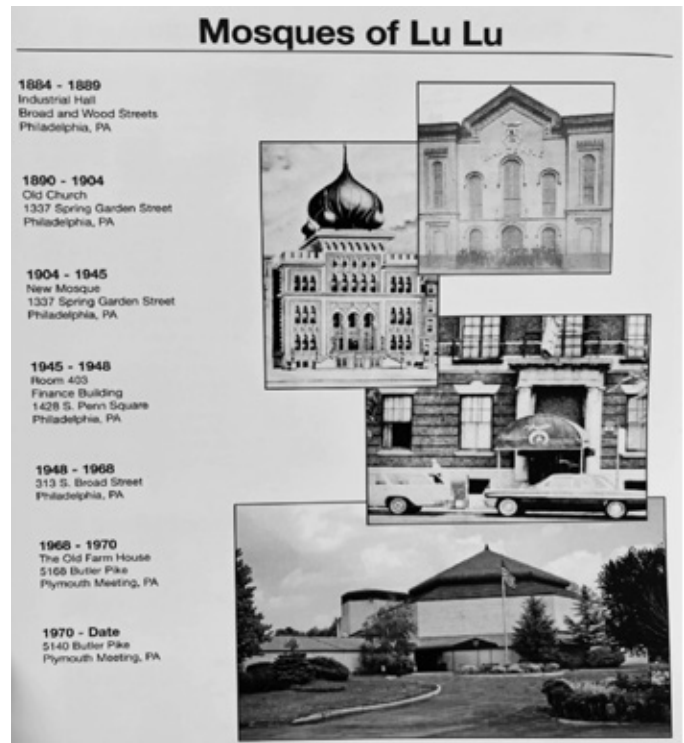 Mosques of Lu Lu
1884 - 1889
Industrial Hall
Broad and Wood Streets
Philadelphia, PA
1890 - 1904
Old Church
1337 Spring Garden Street
Philadelphia, PA
1904 - 1945
New Mosque
1337 Spring Garden Street
Philadelphia, PA
1945 - 1948
Room 403
Finance Building
1428 S. Penn Square
Philadelphia, PA
1948 - 1968
313 S. Broad Street
Philadelphia, PA
1968 - 1970
The Old Farm House
5168 Butler Pike
Plymouth Meeting, PA
1970 - Date
5140 Butler Pike
Plymouth Meeting, PA